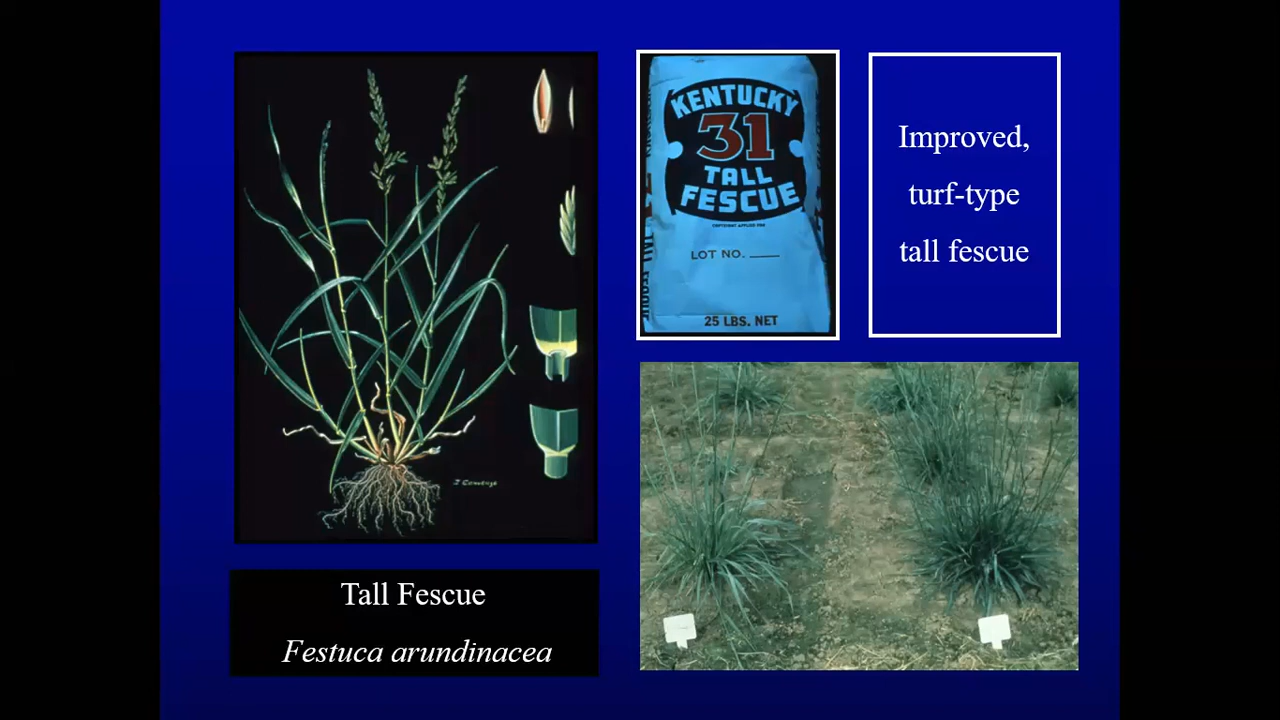 KENTUCKY
31
TALL
FESCUE
LOT NO.
25 LBS. NET
Improved,
turf-type
tall fescue
Tall Fescue
Festuca arundinacea